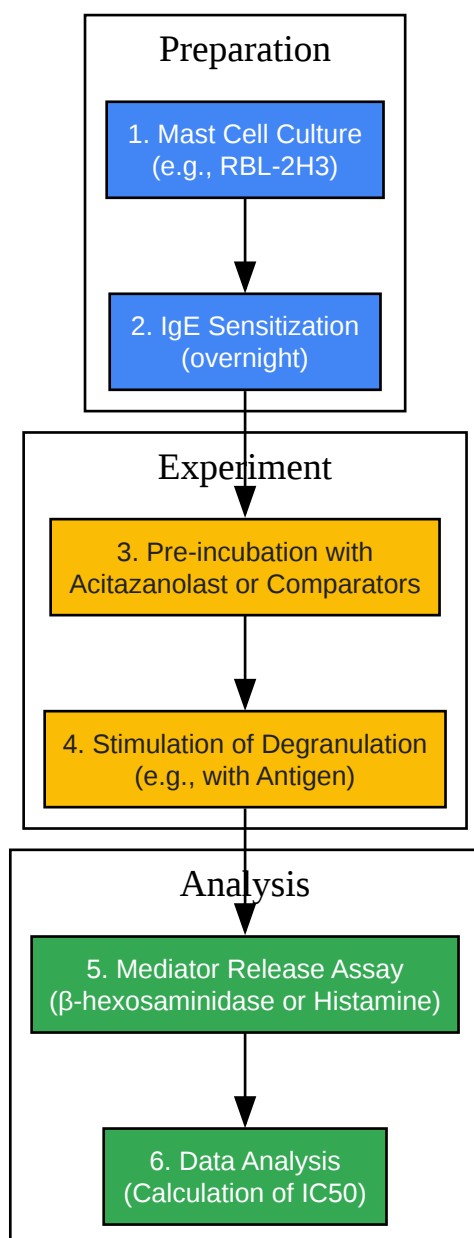 Preparation
1. Mast Cell Culture
(e.g., RBL-2H3)
2. IgE Sensitization
(overnight)
Experiment
3. Pre-incubation with
Acitazanolast or Comparators
4. Stimulation of Degranulation
(e.g., with Antigen)
Analysis
5. Mediator Release Assay
(β-hexosaminidase or Histamine)
6. Data Analysis
(Calculation of IC50)